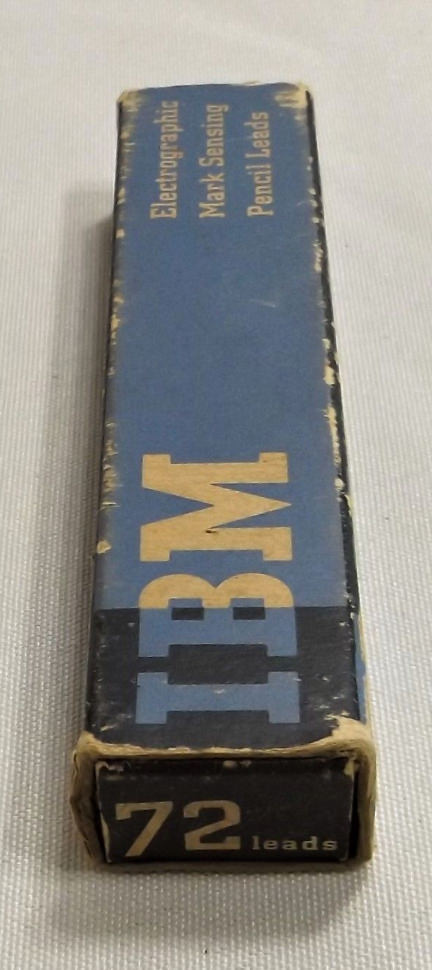 Electrographic
Mark Sensing
Pencil Leads
IBM
72 leads